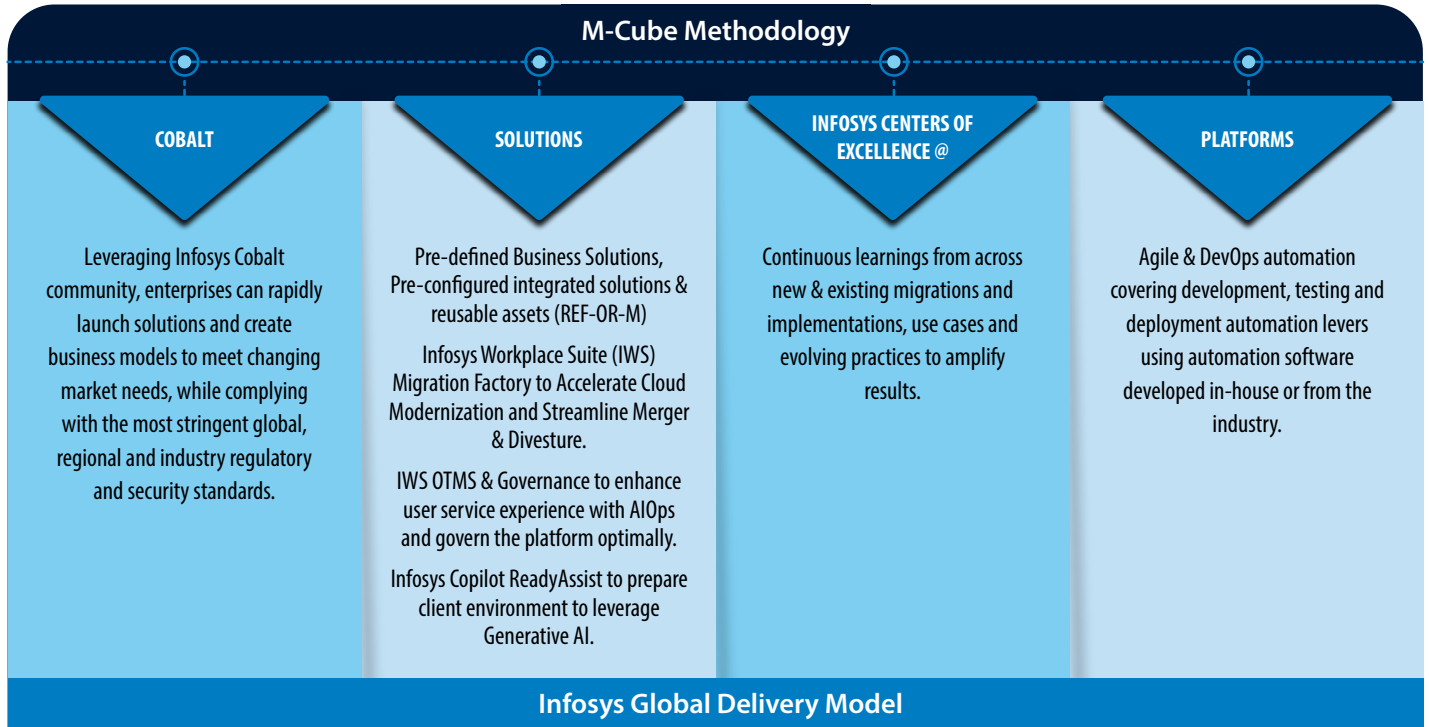 M-Cube Methodology
COBALT
Leveraging Infosys Cobalt
community, enterprises can rapidly
launch solutions and create
business models to meet changing
market needs, while complying
with the most stringent global,
regional and industry regulatory
and security standards.
SOLUTIONS
Pre-defined Business Solutions,
Pre-configured integrated solutions &
reusable assets (REF-OR-M)
Infosys Workplace Suite (IWS)
Migration Factory to Accelerate Cloud
Modernization and Streamline Merger
& Divesture.
IWS OTMS & Governance to enhance
user service experience with AIOps
and govern the platform optimally.
Infosys Copilot ReadyAssist to prepare
client environment to leverage
Generative AI.
INFOSYS CENTERS OF
EXCELLENCE @
Continuous learnings from across
new & existing migrations and
implementations, use cases and
evolving practices to amplify
results.
PLATFORMS
Agile & DevOps automation
covering development, testing and
deployment automation levers
using automation software
developed in-house or from the
industry.
Infosys Global Delivery Model